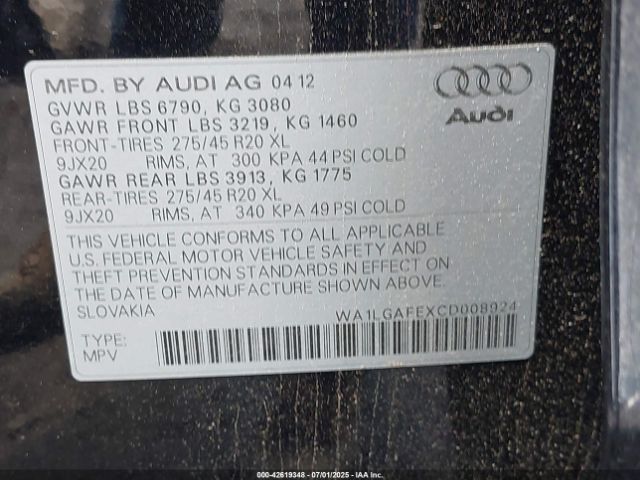 MFD. BY AUDI AG 04 12
GVWR LBS 6790, KG 3080
GAWR FRONT LBS 3219, KG 1460
FRONT-TIRES 275/45 R20 XL
9JX20 RIMS, AT 300 KPA 44 PSI COLD
GAWR REAR LBS 3913, KG 1775
REAR-TIRES 275/45 R20 XL
9JX20 RIMS, AT 340 KPA 49 PSI COLD
Audi
THIS VEHICLE CONFORMS TO ALL APPLICABLE
U.S. FEDERAL MOTOR VEHICLE SAFETY AND
THEFT PREVENTION STANDARDS IN EFFECT ON
THE DATE OF MANUFACTURE SHOWN ABOVE.
SLOVAKIA WA1LGAFEXCD008924
TYPE:
MPV
000-42619348 - 07/01/2025 - IAA Inc.